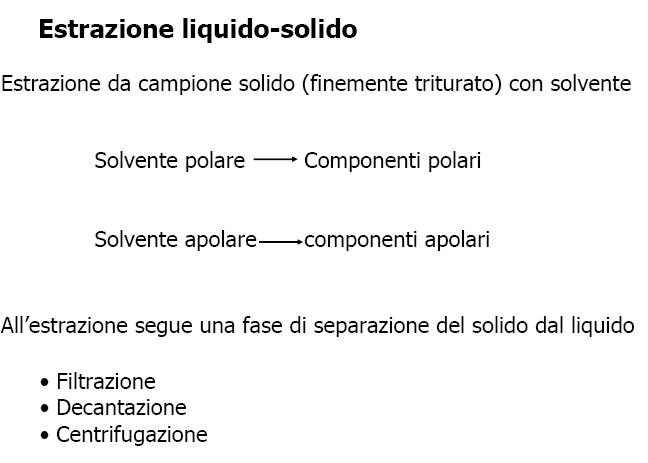 Estrazione liquido-solido
Estrazione da campione solido (finemente triturato) con solvente
Solvente polare → Componenti polari
Solvente apolare → componenti apolari
All’estrazione segue una fase di separazione del solido dal liquido
• Filtrazione
• Decantazione
• Centrifugazione